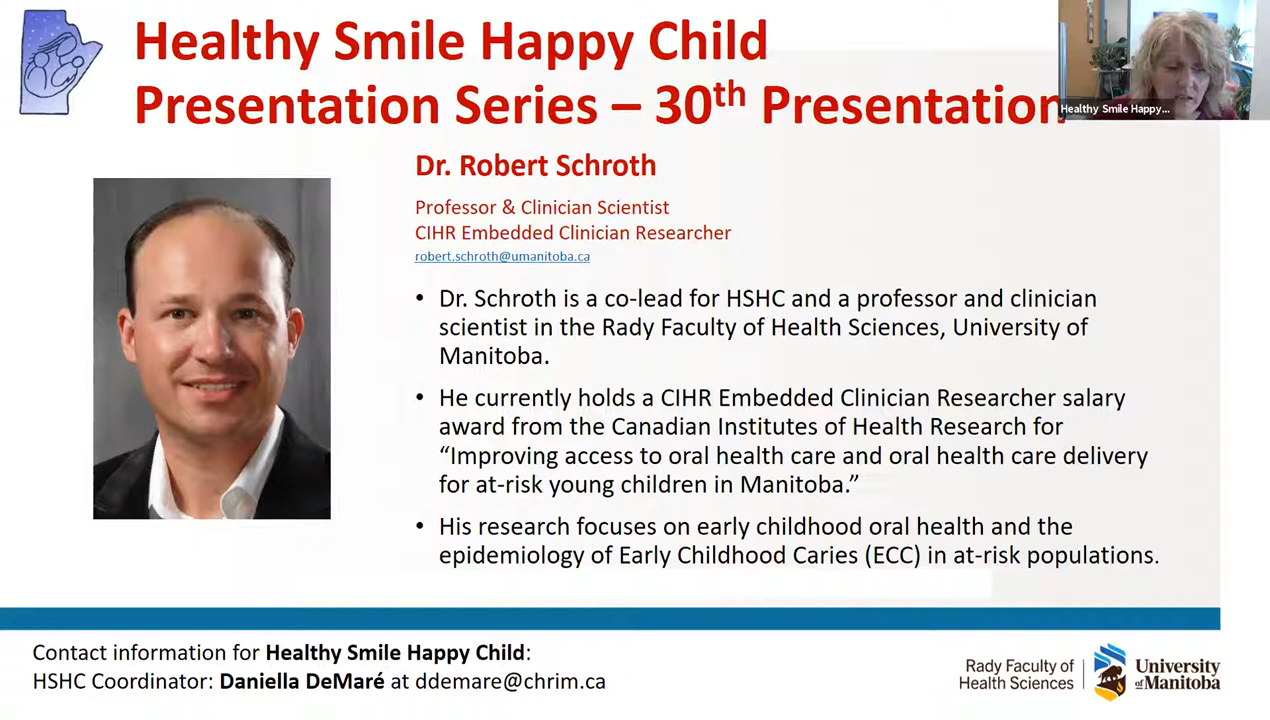 Healthy Smile Happy Child
Presentation Series – 30th Presentation
Healthy Smile Happy...
Dr. Robert Schroth
Professor & Clinician Scientist
CIHR Embedded Clinician Researcher
robert.schroth@umanitoba.ca
• Dr. Schroth is a co-lead for HSHC and a professor and clinician
scientist in the Rady Faculty of Health Sciences, University of
Manitoba.
• He currently holds a CIHR Embedded Clinician Researcher salary
award from the Canadian Institutes of Health Research for
“Improving access to oral health care and oral health care delivery
for at-risk young children in Manitoba.”
• His research focuses on early childhood oral health and the
epidemiology of Early Childhood Caries (ECC) in at-risk populations.
Contact information for Healthy Smile Happy Child:
HSHC Coordinator: Daniella DeMaré at ddemare@chrim.ca
Rady Faculty of
Health Sciences
University
of Manitoba